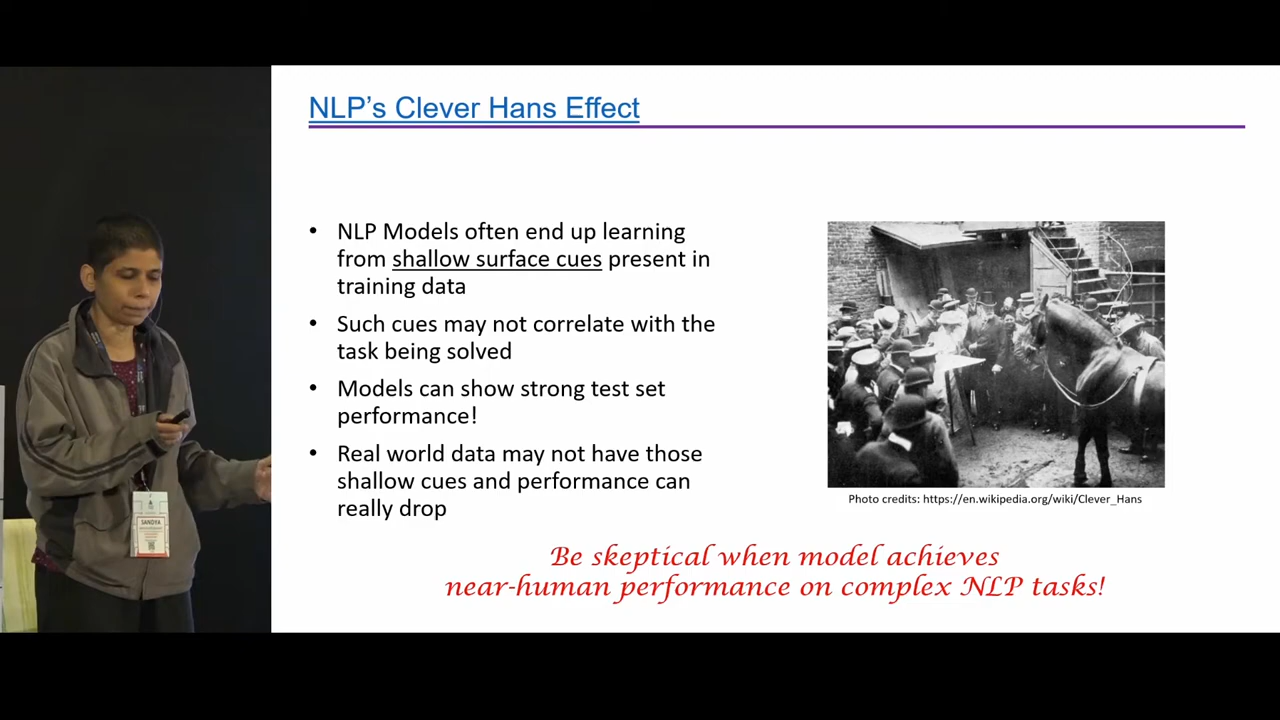 NLP’s Clever Hans Effect
• NLP Models often end up learning
from shallow surface cues present in
training data
• Such cues may not correlate with the
task being solved
• Models can show strong test set
performance!
• Real world data may not have those
shallow cues and performance can
really drop
Photo credits: https://en.wikipedia.org/wiki/Clever_Hans
Be skeptical when model achieves
near-human performance on complex NLP tasks!
SANDYA